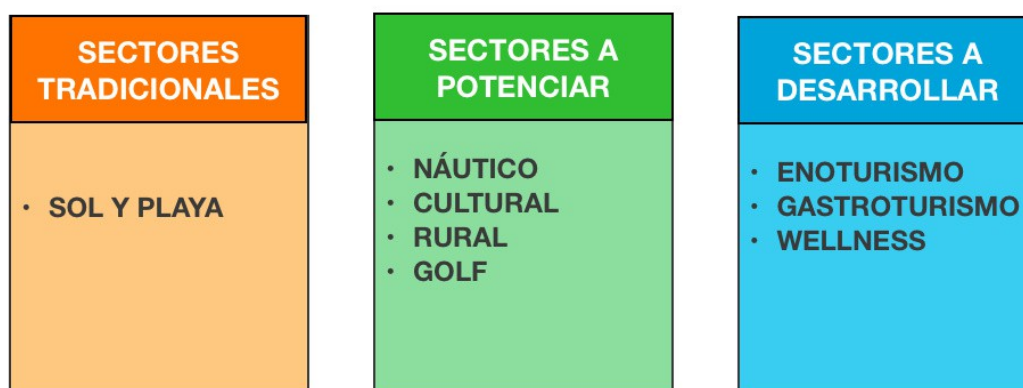 SECTORES
TRADICIONALES
· SOL Y PLAYA
SECTORES A
POTENCIAR
· NÁUTICO
· CULTURAL
· RURAL
· GOLF
SECTORES A
DESARROLLAR
· ENOTURISMO
· GASTROTURISMO
· WELLNESS